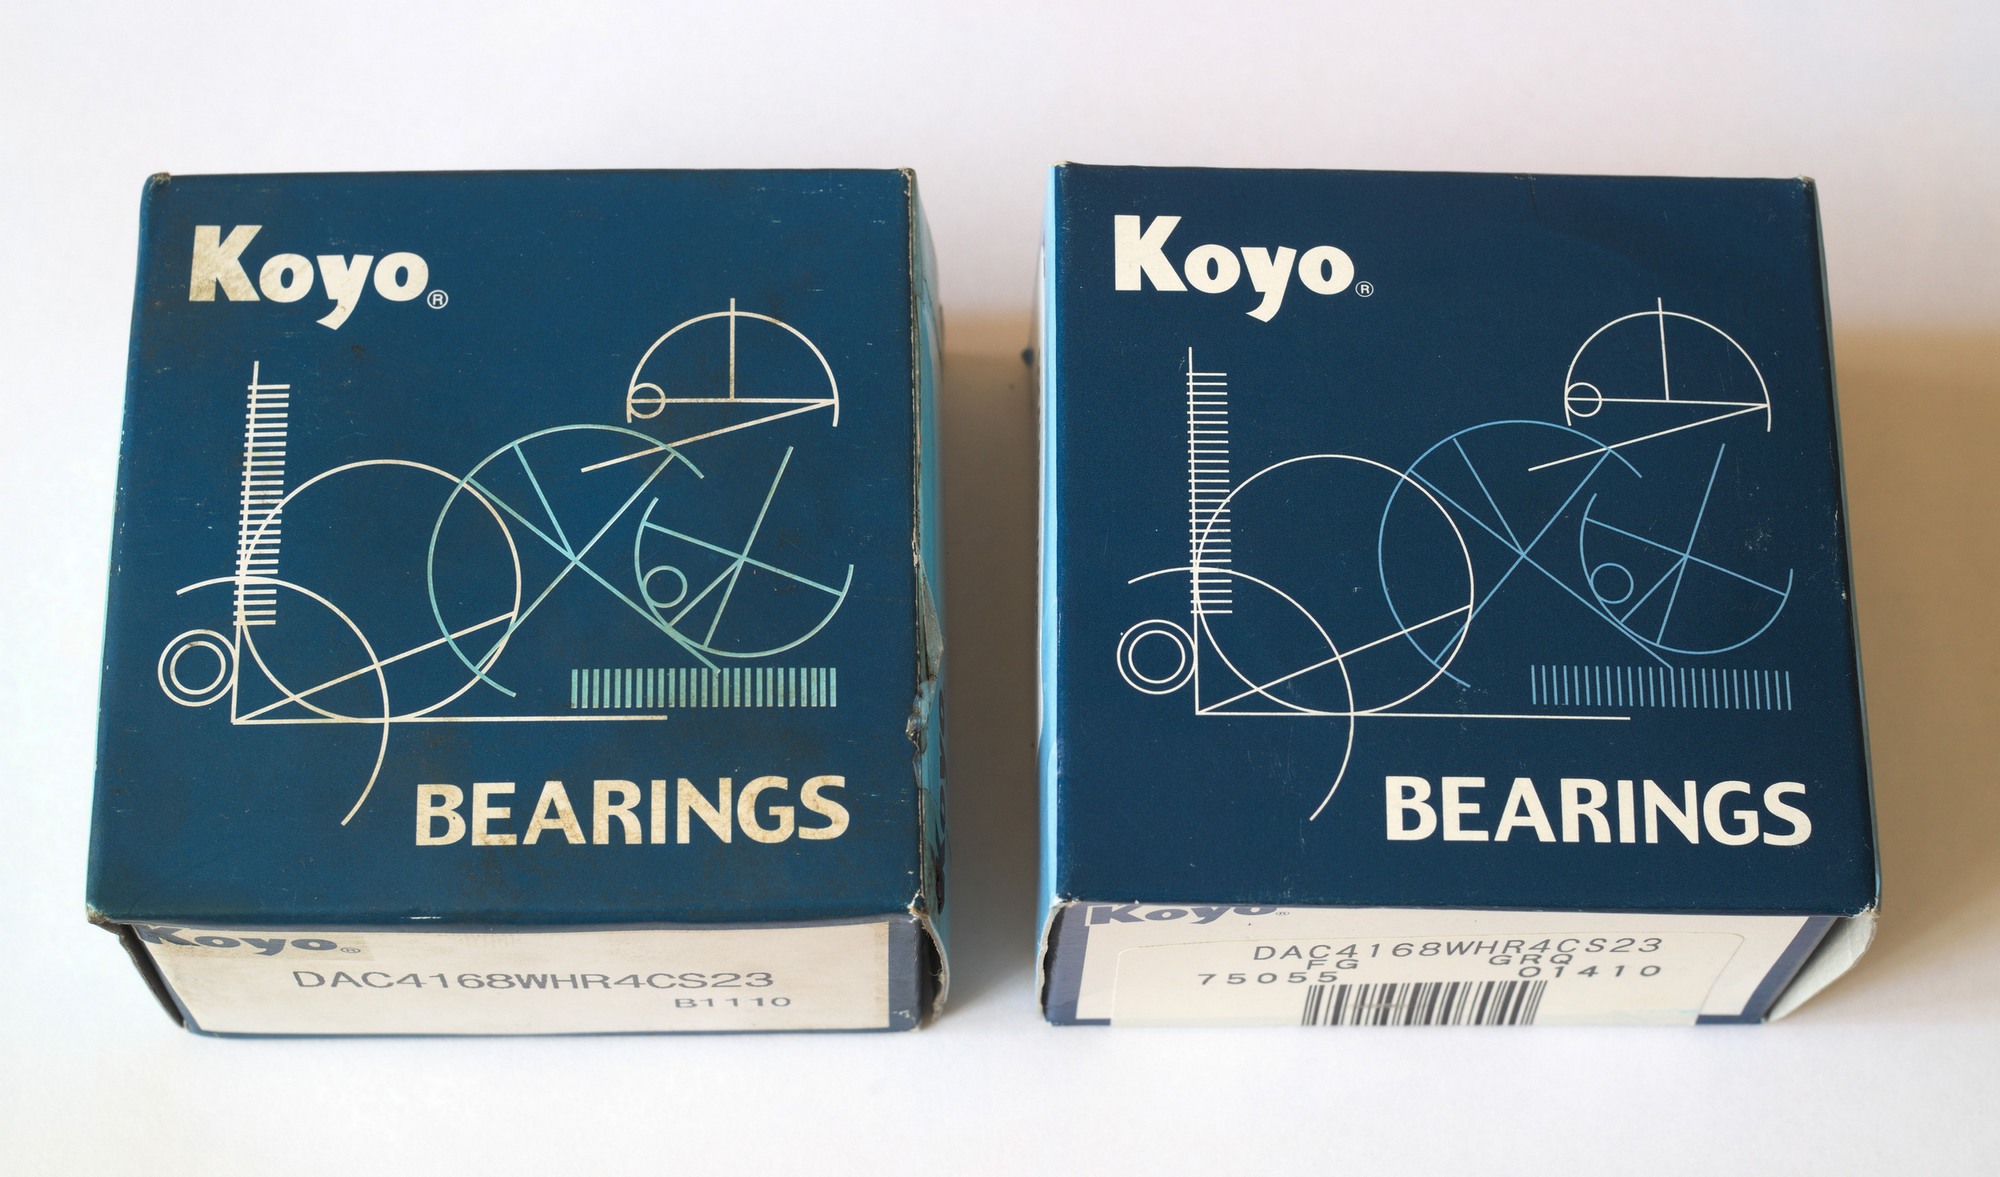 Koyo®
BEARINGS
Koyo®
DAC4168WHR4CS23
B1110
Koyo®
BEARINGS
Koyo®
DAC4168WHR4CS23
FG GRQ
75055 01410